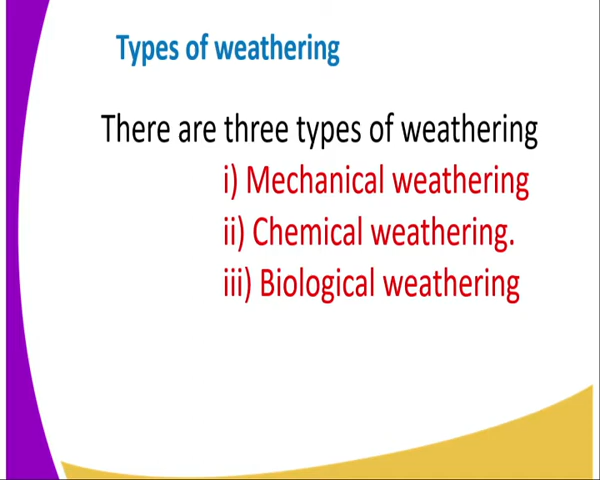 Types of weathering
There are three types of weathering
i) Mechanical weathering
ii) Chemical weathering.
iii) Biological weathering